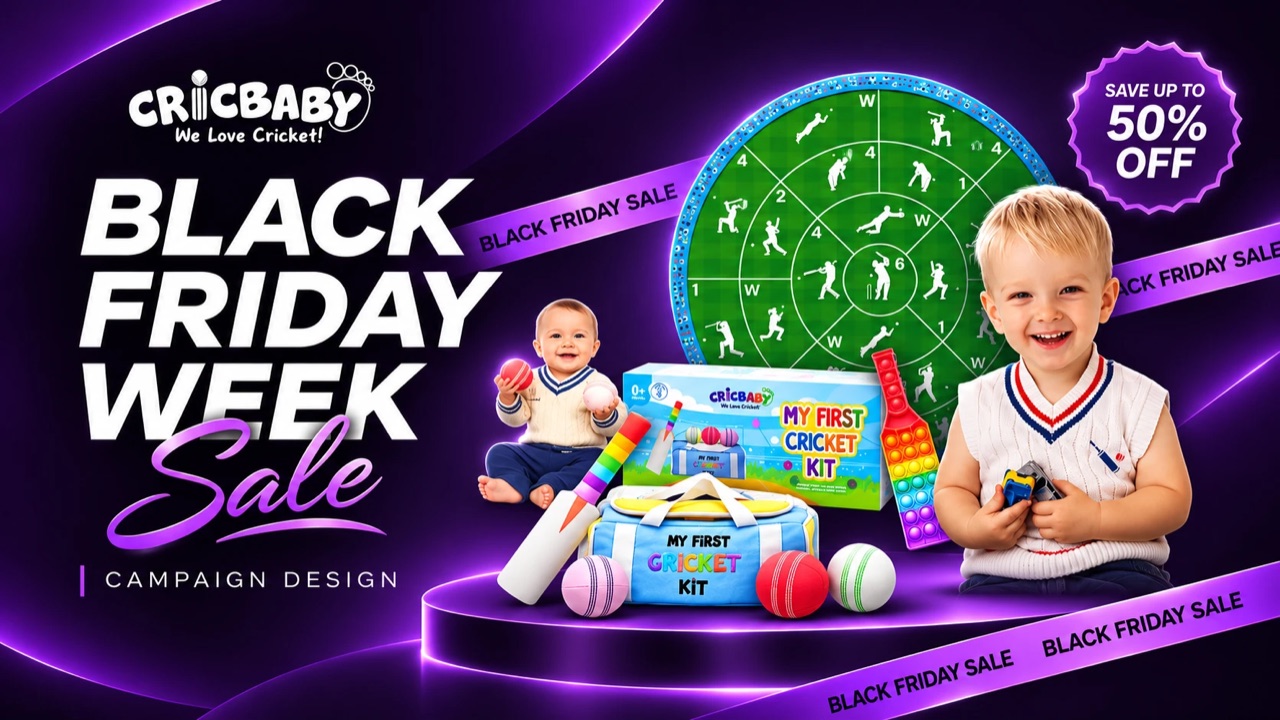 CRICBABY
We Love Cricket!
BLACK
FRIDAY
WEEK
Sale
CAMPAIGN DESIGN
SAVE UP TO
50%
OFF
BLACK FRIDAY SALE
ACK FRIDAY SALE
W
4
4
4
1
2
W
4
6
1
W
1
W
W
0+
CRICBABY
We Love Cricket!
MY FIRST
CRICKET
KIT
MY FIRST
CRICKET
KIT
BLACK FRIDAY SALE
BLACK FRIDAY SALE